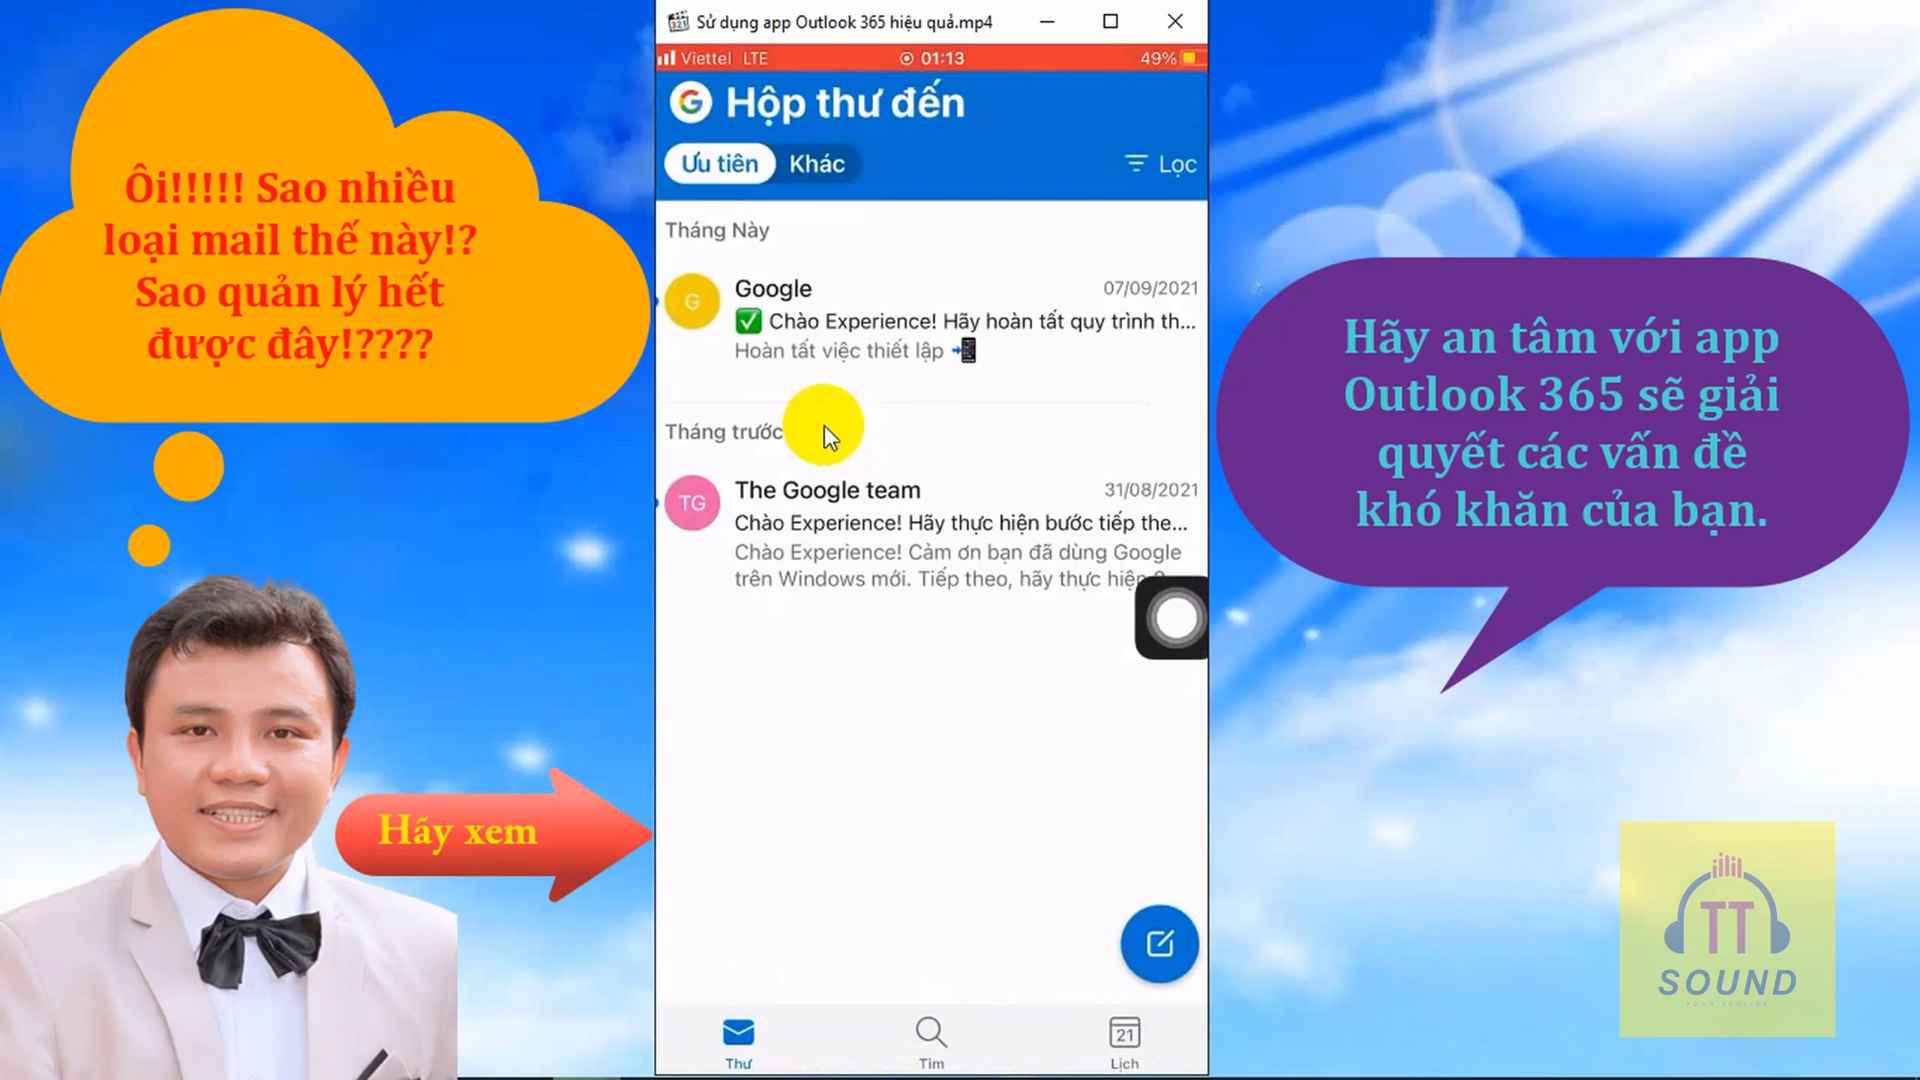 Sử dụng app Outlook 365 hiệu quả.mp4
Viettel LTE 01:13 49%
Hộp thư đến
Ưu tiên Khác Lọc
Tháng Này
G
Google 07/09/2021
Chào Experience! Hãy hoàn tất quy trình th...
Hoàn tất việc thiết lập
Tháng trước
TG
The Google team 31/08/2021
Chào Experience! Hãy thực hiện bước tiếp the...
Chào Experience! Cảm ơn bạn đã dùng Google
trên Windows mới. Tiếp theo, hãy thực hiện
Thư Tìm 21 Lịch
Ôi!!!!! Sao nhiều
loại mail thế này!?
Sao quản lý hết
được đây!????
Hãy xem
Hãy an tâm với app
Outlook 365 sẽ giải
quyết các vấn đề
khó khăn của bạn.
TT
SOUND
YOUR TAGLINE